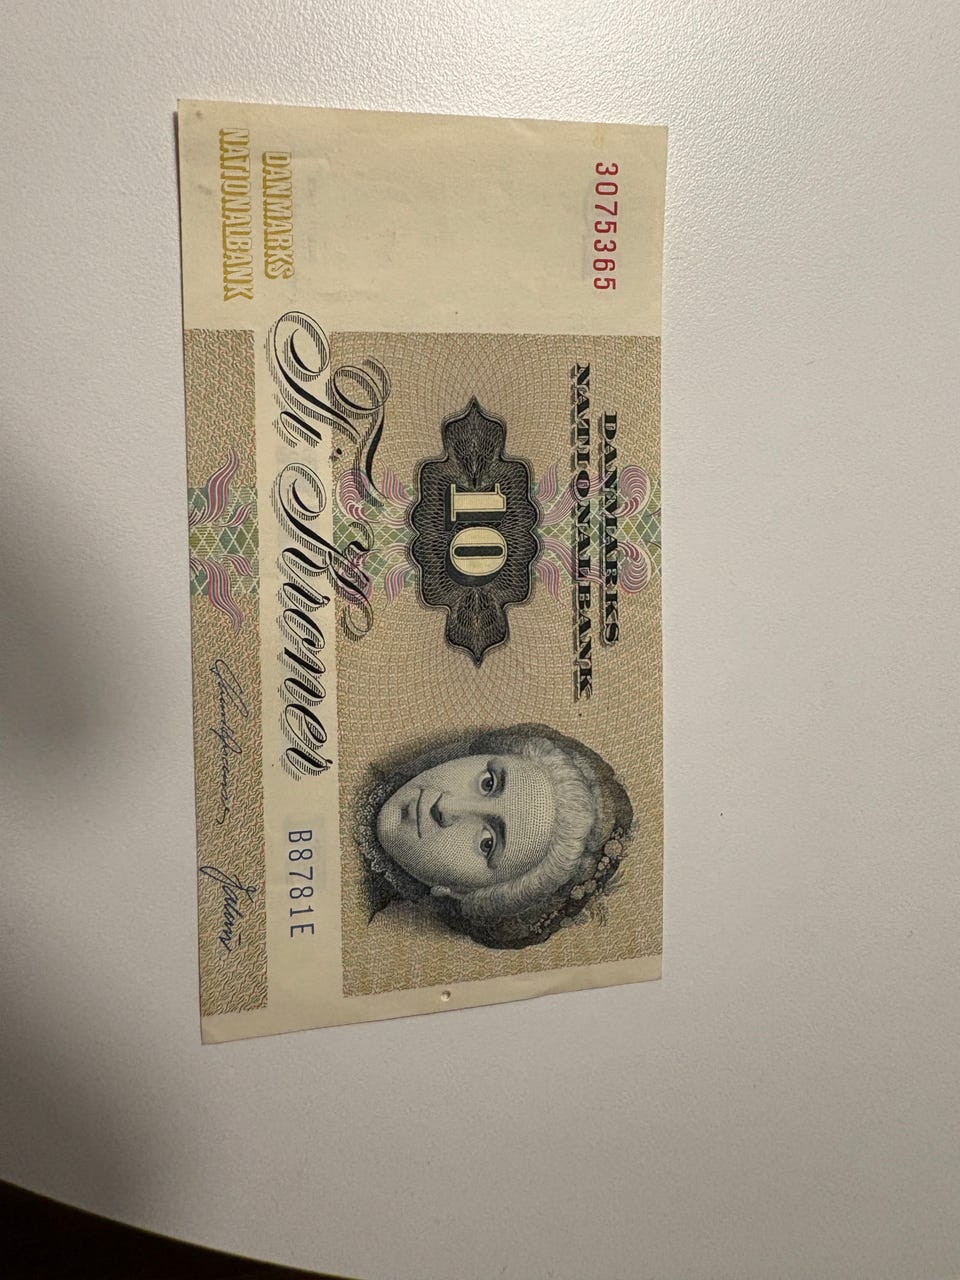 3075365
DANMARKS
NATIONALBANK
10
Ti Kroner
B8781E
DANMARKS
NATIONALBANK